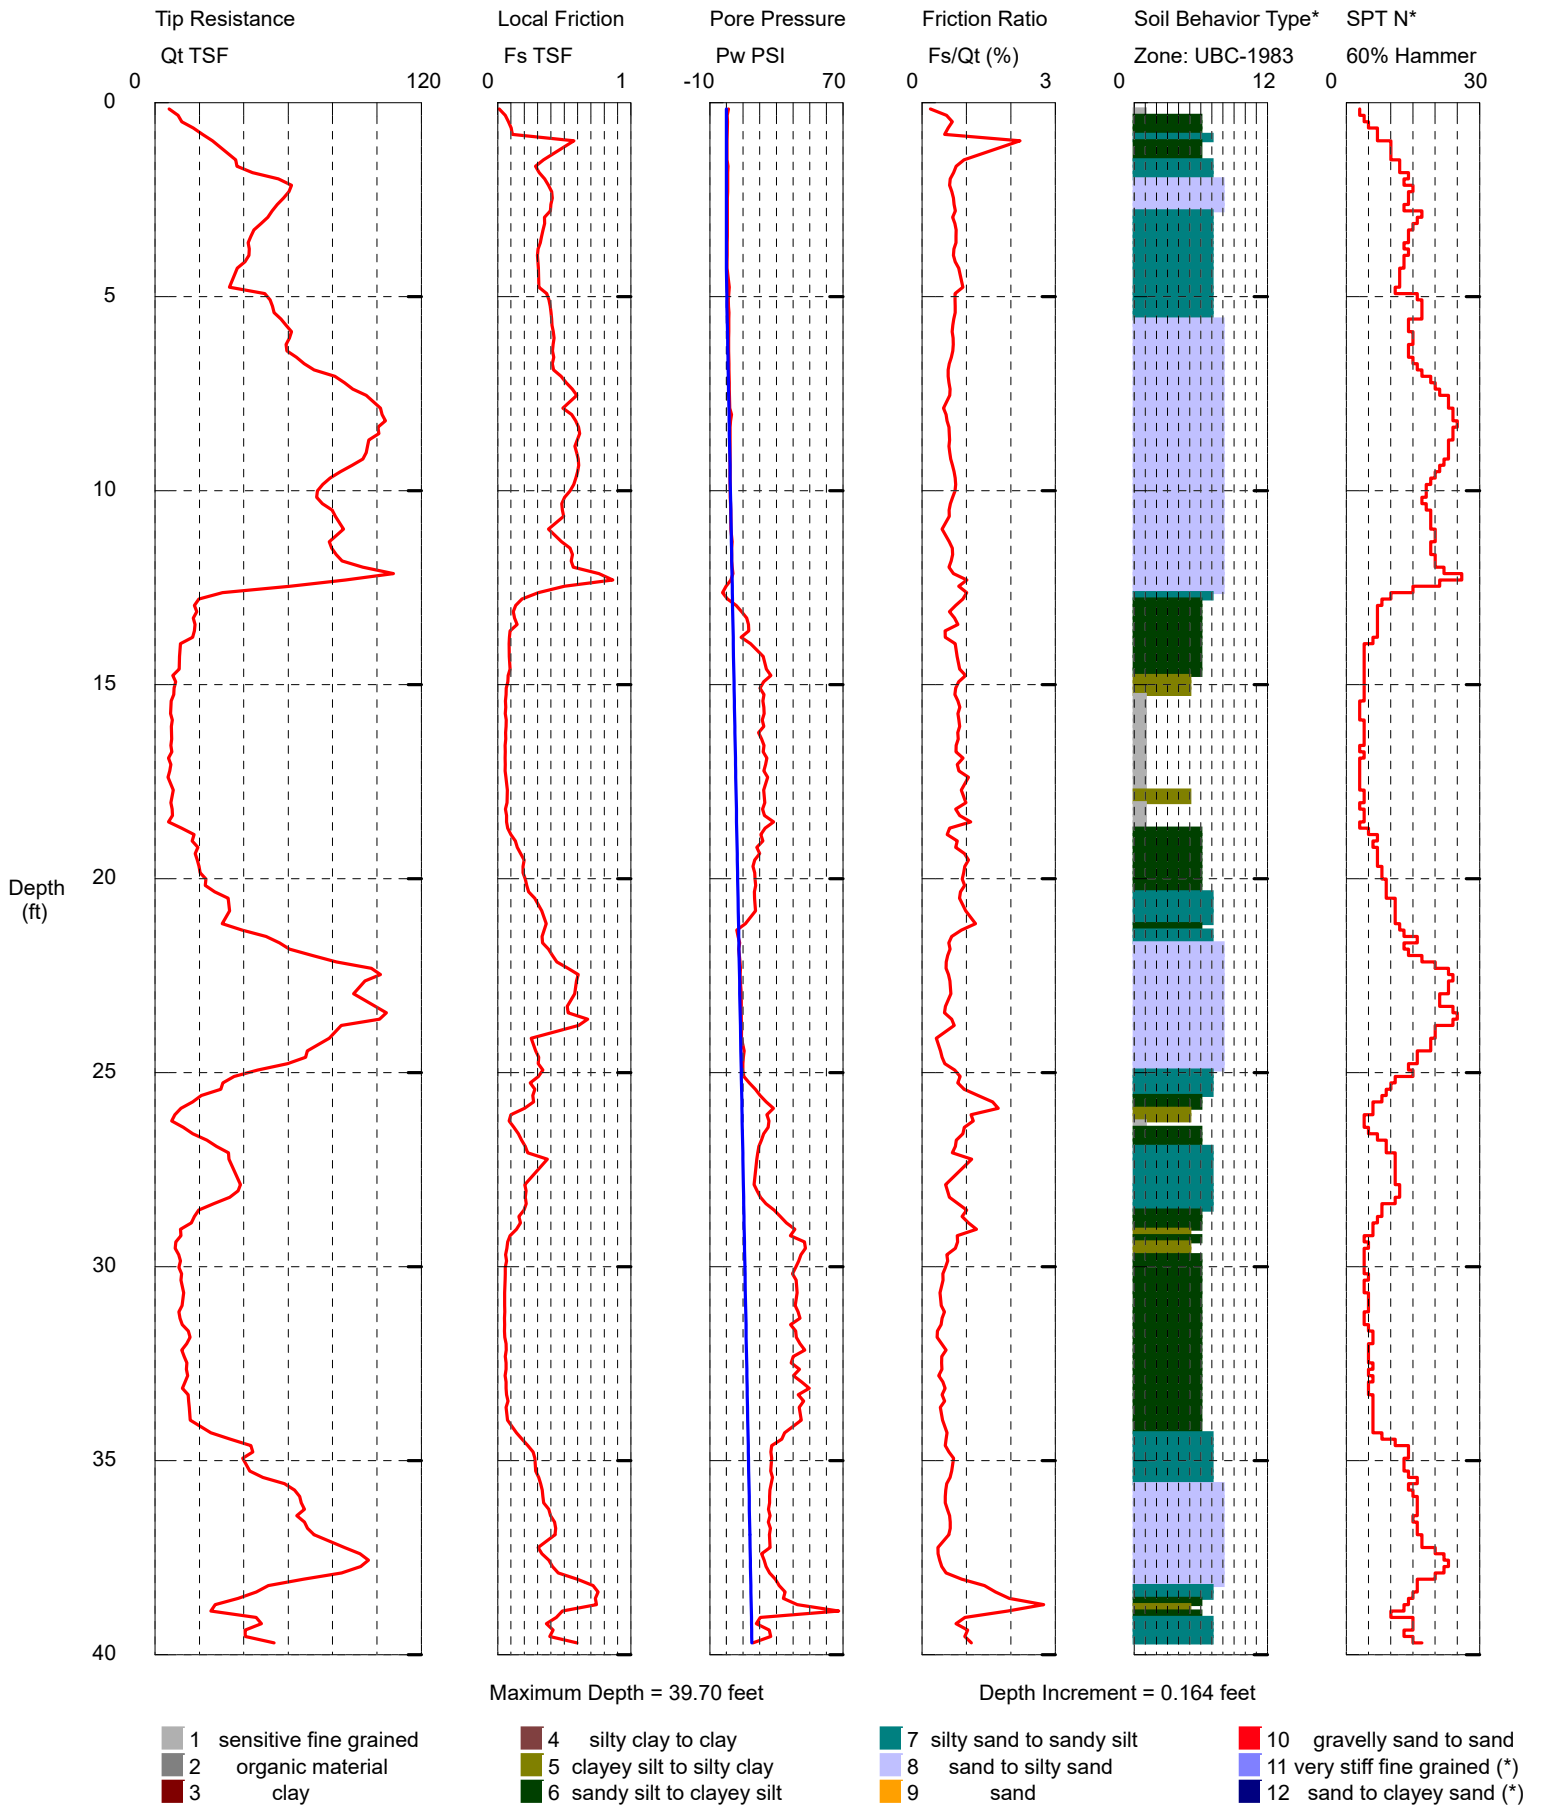 Tip Resistance Local Friction Pore Pressure Friction Ratio Soil Behavior Type* SPT N*
Qt TSF Fs TSF Pw PSI Fs/Qt (%) Zone: UBC-1983 60% Hammer
0 120 0 1 -10 70 0 3 0 12 0 30
0
5
10
15
20
Depth
(ft)
25
30
35
40
Maximum Depth = 39.70 feet Depth Increment = 0.164 feet
1 sensitive fine grained 4 silty clay to clay 7 silty sand to sandy silt 10 gravelly sand to sand
2 organic material 5 clayey silt to silty clay 8 sand to silty sand 11 very stiff fine grained (*)
3 clay 6 sandy silt to clayey silt 9 sand 12 sand to clayey sand (*)